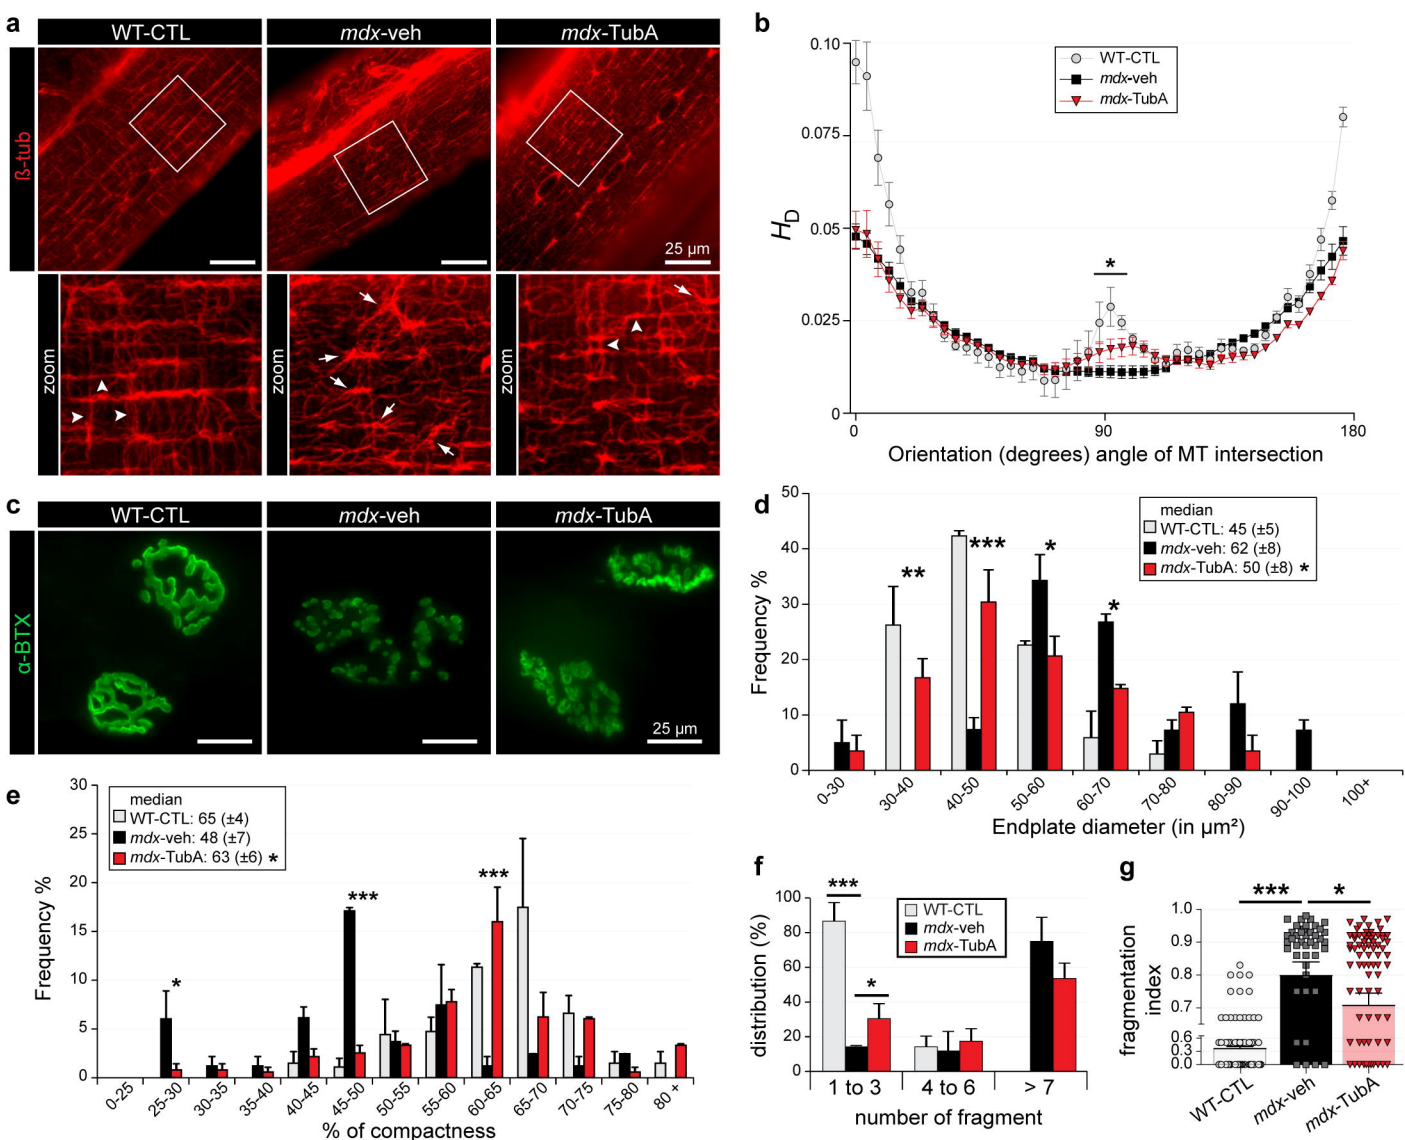 a
WT-CTL
mdx-veh
mdx-TubA
ß-tub
25 µm
zoom
zoom
zoom
b
0.10
0.075
0.05
0.025
0
HD
WT-CTL
mdx-veh
mdx-TubA
*
0
90
180
Orientation (degrees) angle of MT intersection
c
WT-CTL
mdx-veh
mdx-TubA
α-BTX
25 µm
d
50
40
30
20
10
0
Frequency %
median
WT-CTL: 45 (±5)
mdx-veh: 62 (±8)
mdx-TubA: 50 (±8) *
**
***
*
*
0-30
30-40
40-50
50-60
60-70
70-80
80-90
90-100
100+
Endplate diameter (in µm²)
e
30
25
20
15
10
5
0
Frequency %
median
WT-CTL: 65 (±4)
mdx-veh: 48 (±7)
mdx-TubA: 63 (±6) *
*
***
***
0-25
25-30
30-35
35-40
40-45
45-50
50-55
55-60
60-65
65-70
70-75
75-80
80 +
% of compactness
f
100
80
60
40
20
0
distribution (%)
***
*
WT-CTL
mdx-veh
mdx-TubA
1 to 3
4 to 6
> 7
number of fragment
g
***
*
1.0
0.9
0.8
0.7
0.6
0.3
0.0
fragmentation
index
WT-CTL
mdx-veh
mdx-TubA